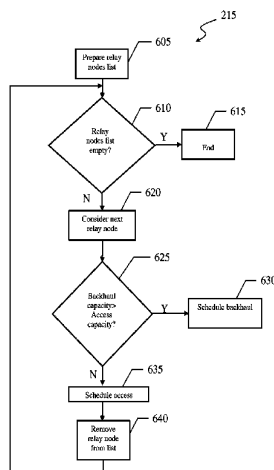 215
605
Prepare relay
nodes list
610
615
Relay
nodes list
empty?
Y
End
N
620
Consider next
relay node
625
630
Backhaul
capacity>
Access
capacity?
Y
Schedule backhaul
N
635
Schedule access
640
Remove
relay node
from list